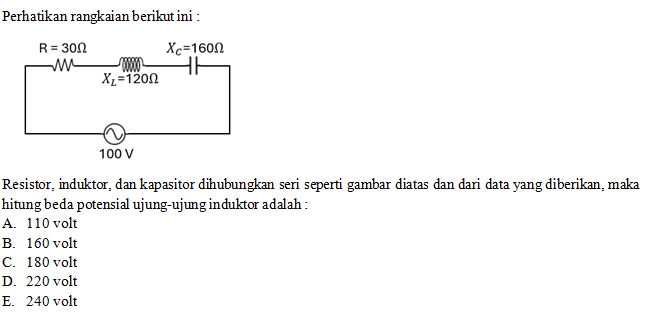 Perhatikan rangkaian berikut ini :
R = 30Ω
X_C=160Ω
X_L=120Ω
100 V
Resistor, induktor, dan kapasitor dihubungkan seri seperti gambar diatas dan dari data yang diberikan, maka
hitung beda potensial ujung-ujung induktor adalah :
A. 110 volt
B. 160 volt
C. 180 volt
D. 220 volt
E. 240 volt